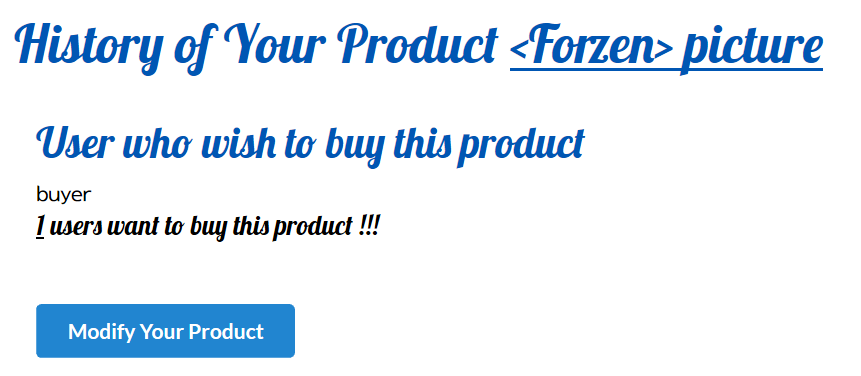 History of Your Product <Forzen> picture
User who wish to buy this product
buyer
1 users want to buy this product !!!
Modify Your Product